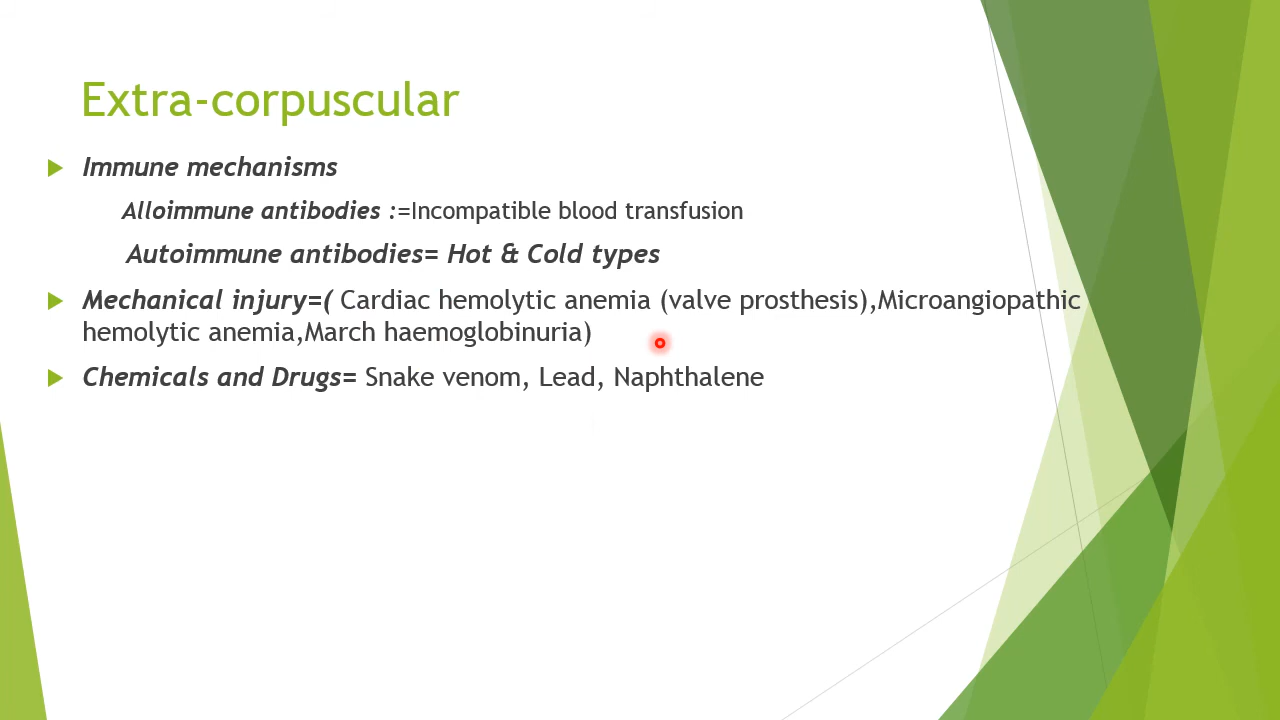 Extra-corpuscular
Immune mechanisms
Alloimmune antibodies :=Incompatible blood transfusion
Autoimmune antibodies= Hot & Cold types
Mechanical injury=( Cardiac hemolytic anemia (valve prosthesis),Microangiopathic
hemolytic anemia,March haemoglobinuria)
Chemicals and Drugs= Snake venom, Lead, Naphthalene